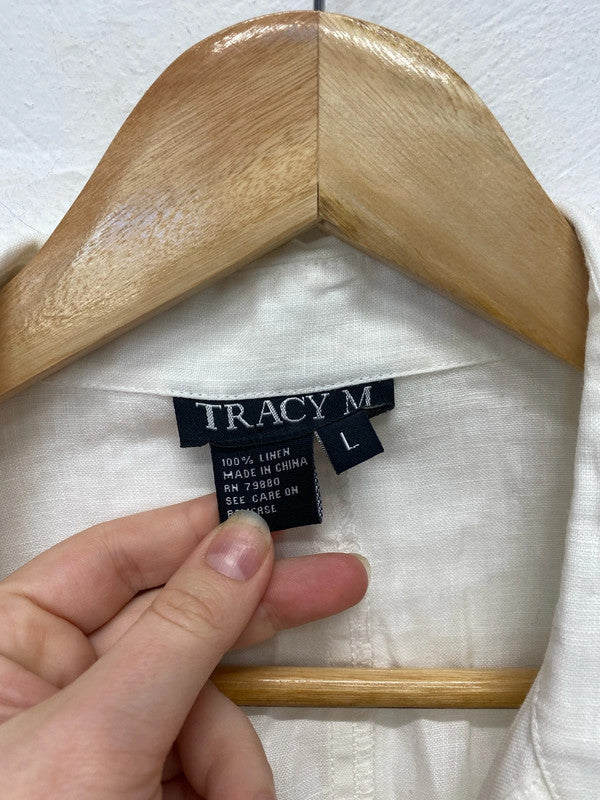 TRACY M
L
100% LINEN
MADE IN CHINA
RN 79880
SEE CARE ON
REVERSE